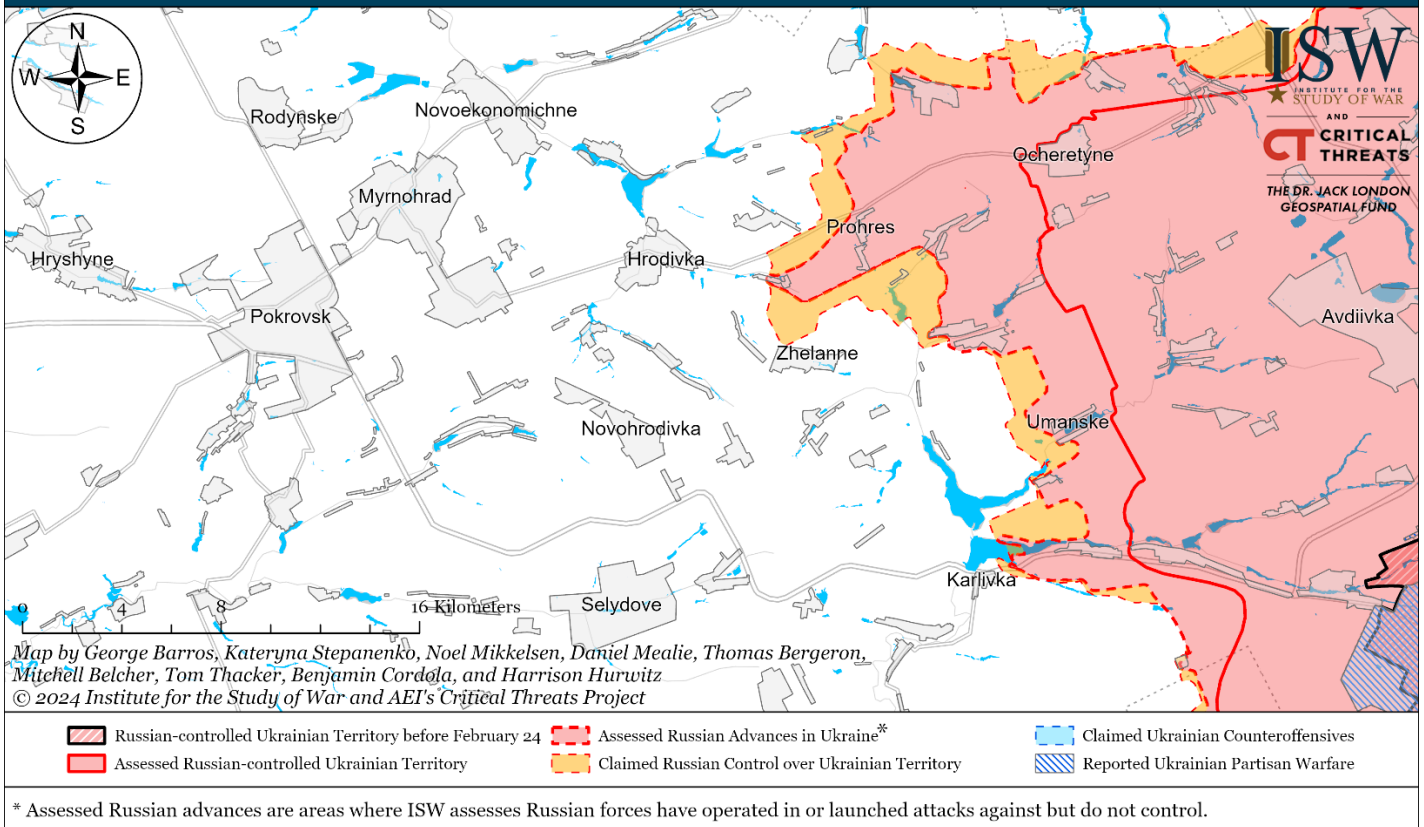 N
W E
S
ISW
INSTITUTE FOR THE
STUDY OF WAR
AND
CT CRITICAL
THREATS
THE DR. JACK LONDON
GEOSPATIAL FUND
Rodynske
Novoekonomichne
Ocheretyne
Myrnohrad
Prohres
Hryshyne
Hrodivka
Pokrovsk
Avdiivka
Zhelanne
Novohrodivka
Umanske
Karlivka
Selydove
0 4 8 16 Kilometers
Map by George Barros, Kateryna Stepanenko, Noel Mikkelsen, Daniel Mealie, Thomas Bergeron,
Mitchell Belcher, Tom Thacker, Benjamin Cordola, and Harrison Hurwitz
© 2024 Institute for the Study of War and AEI's Critical Threats Project
Russian-controlled Ukrainian Territory before February 24
Assessed Russian Advances in Ukraine*
Claimed Ukrainian Counteroffensives
Assessed Russian-controlled Ukrainian Territory
Claimed Russian Control over Ukrainian Territory
Reported Ukrainian Partisan Warfare
* Assessed Russian advances are areas where ISW assesses Russian forces have operated in or launched attacks against but do not control.